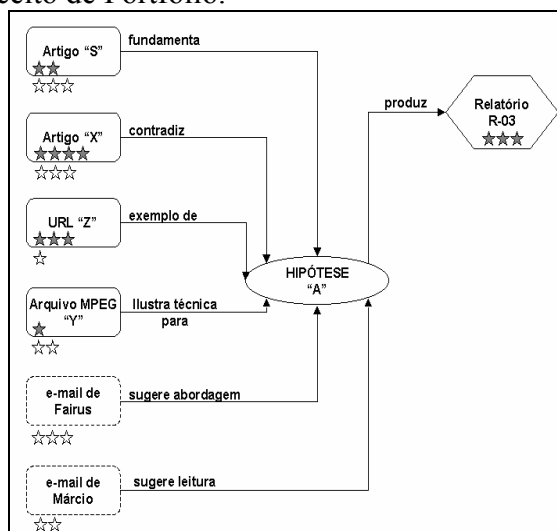 ceito de Portfólio.
Artigo “S”
fundamenta
Artigo “X”
contradiz
URL “Z”
exemplo de
Arquivo MPEG
“Y”
Ilustra técnica
para
e-mail de
Fairus
sugere abordagem
e-mail de
Márcio
sugere leitura
HIPÓTESE
“A”
produz
Relatório
R-03